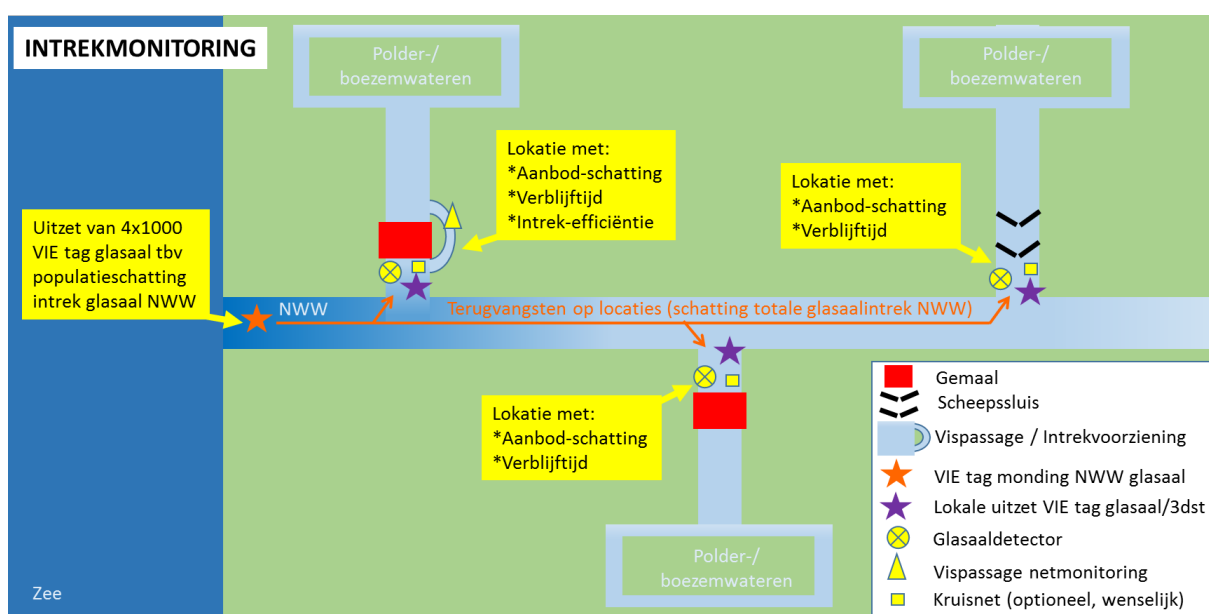 INTREKMONITORING
Polder-/
boezemwateren
Polder-/
boezemwateren
Lokatie met:
*Aanbod-schatting
*Verblijftijd
*Intrek-efficiëntie
Lokatie met:
*Aanbod-schatting
*Verblijftijd
Uitzet van 4x1000
VIE tag glasaal tbv
populatieschatting
intrek glasaal NWW
NWW
Terugvangsten op locaties (schatting totale glasaalintrek NWW)
Lokatie met:
*Aanbod-schatting
*Verblijftijd
Polder-/
boezemwateren
Zee
Gemaal
Scheepssluis
Vispassage / Intrekvoorziening
VIE tag monding NWW glasaal
Lokale uitzet VIE tag glasaal/3dst
Glasaaldetector
Vispassage netmonitoring
Kruisnet (optioneel, wenselijk)